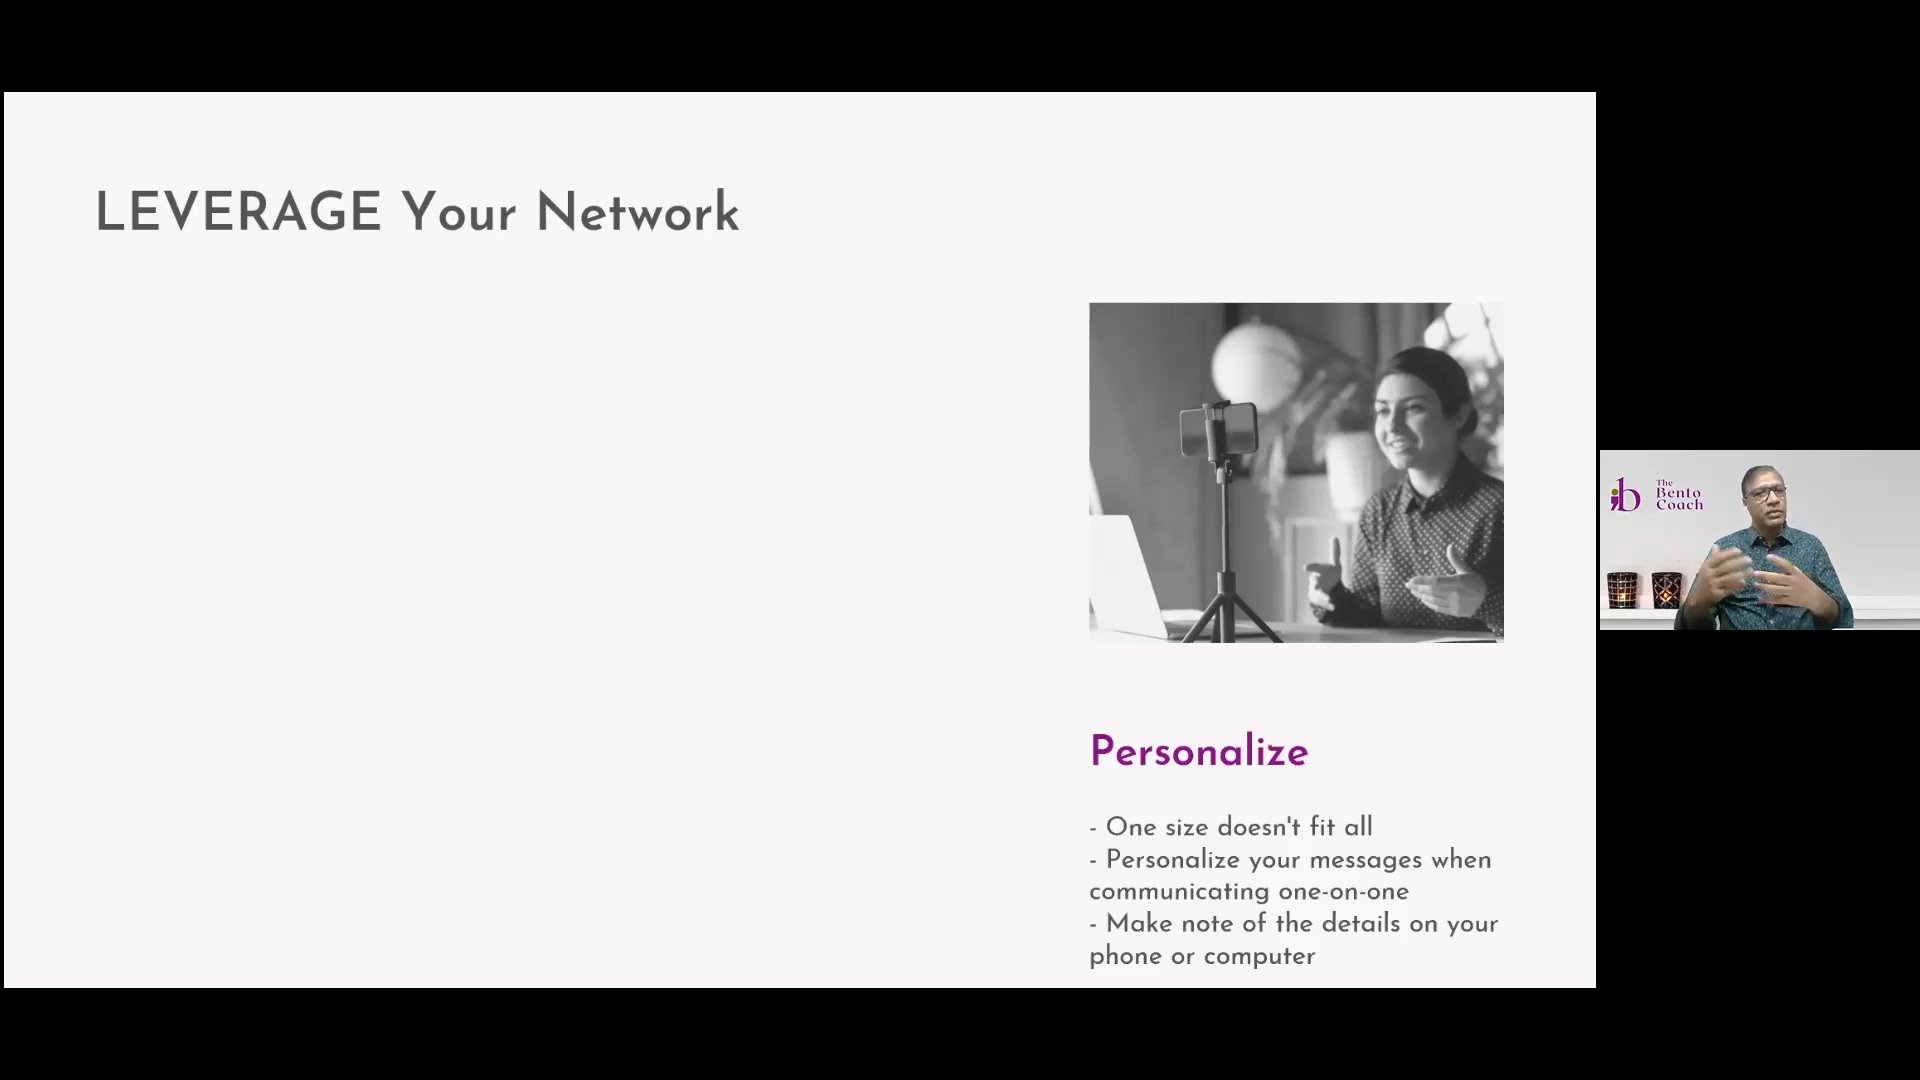 LEVERAGE Your Network
Personalize
- One size doesn't fit all
- Personalize your messages when
communicating one-on-one
- Make note of the details on your
phone or computer
b
The
Bento
Coach